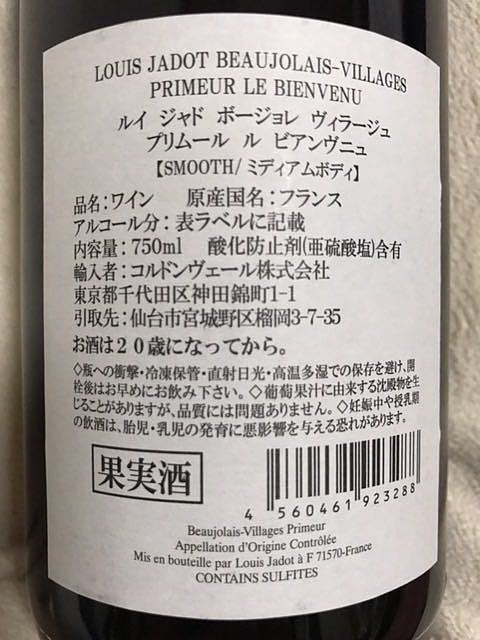 LOUIS JADOT BEAUJOLAIS-VILLAGES
PRIMEUR LE BIENVENU
ルイ ジャド ボージョレ ヴィラージュ
プリムール ル ビアンヴニュ
【SMOOTH/ミディアムボディ】
品名：ワイン 原産国名：フランス
アルコール分：表ラベルに記載
内容量：750ml 酸化防止剤(亜硫酸塩)含有
輸入者：コルドンヴェール株式会社
東京都千代田区神田錦町1-1
引取先：仙台市宮城野区榴岡3-7-35
お酒は20歳になってから。
◇瓶への衝撃・冷凍保管・直射日光・高温多湿での保存を避け、開
栓後はお早めにお飲み下さい。◇葡萄果汁に由来する沈殿物を生
じることがありますが、品質には問題ありません。◇妊娠中や授乳期
の飲酒は、胎児・乳児の発育に悪影響を与える恐れがあります。
果実酒
4 560461 923288
Beaujolais-Villages Primeur
Appellation d'Origine Contrôlée
Mis en bouteille par Louis Jadot à F 71570-France
CONTAINS SULFITES